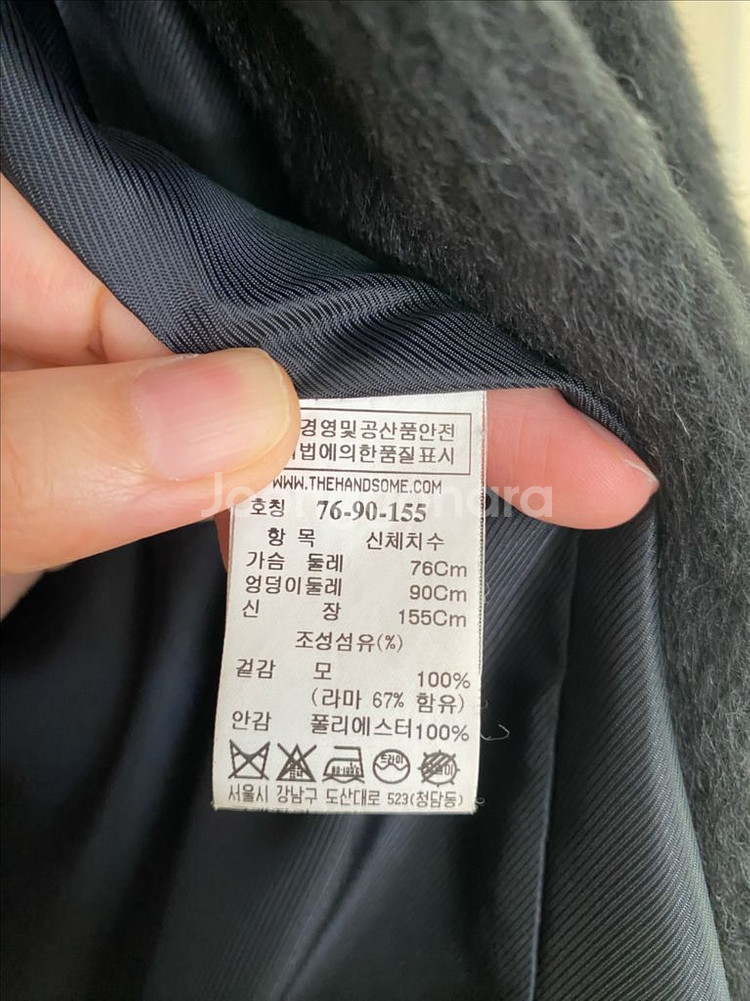 경영및공산품안전
법에의한품질표시
WWW.THEHANDSOME.COM
호칭 76-90-155
항 목 신체치수
가슴 둘레 76Cm
엉덩이둘레 90Cm
신 장 155Cm
조성섬유(%)
겉감 모 100%
(라마 67% 함유)
안감 폴리에스터100%
드라이
서울시 강남구 도산대로 523(청담동)